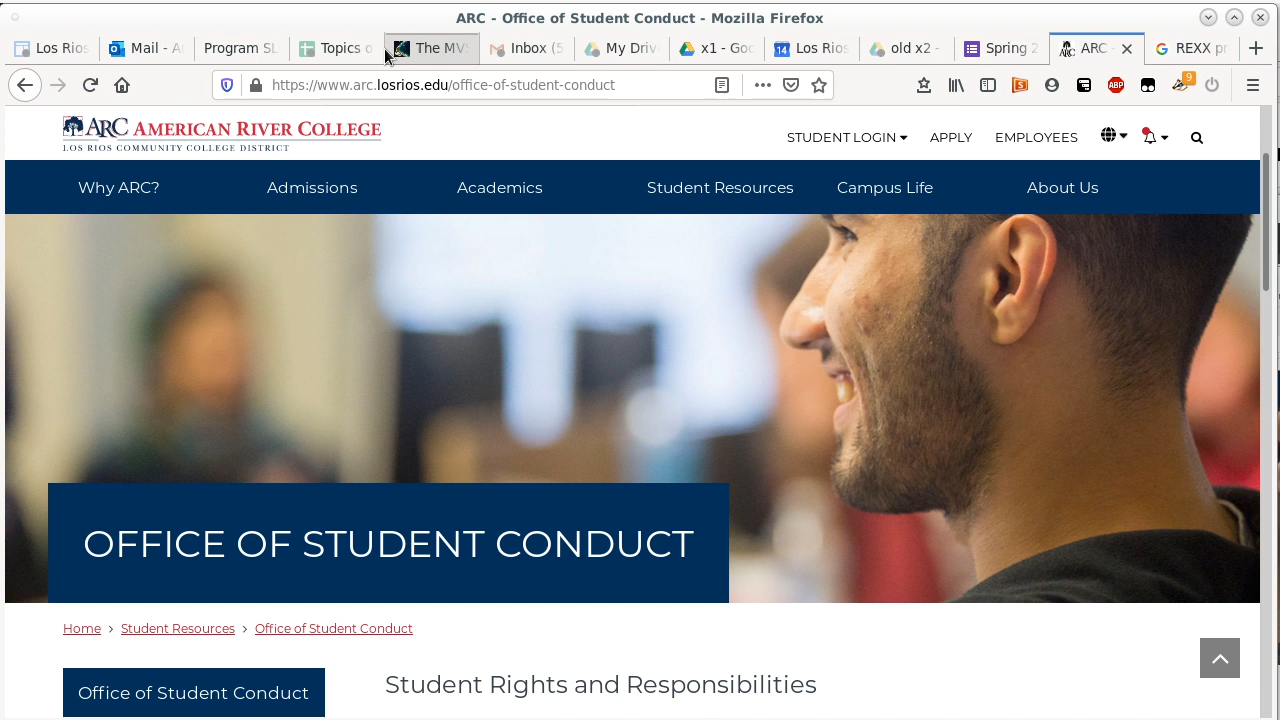 ARC - Office of Student Conduct - Mozilla Firefox
Los Rios
Mail - A
Program SL
Topics o
The MV
Inbox (5
My Driv
x1 - Goo
14
Los Rios
old x2 -
Spring 2
ARC -
REXX pr
https://www.arc.losrios.edu/office-of-student-conduct
S
ABP
9
ARC AMERICAN RIVER COLLEGE
LOS RIOS COMMUNITY COLLEGE DISTRICT
STUDENT LOGIN
APPLY
EMPLOYEES
Why ARC?
Admissions
Academics
Student Resources
Campus Life
About Us
OFFICE OF STUDENT CONDUCT
Home > Student Resources > Office of Student Conduct
Office of Student Conduct
Student Rights and Responsibilities